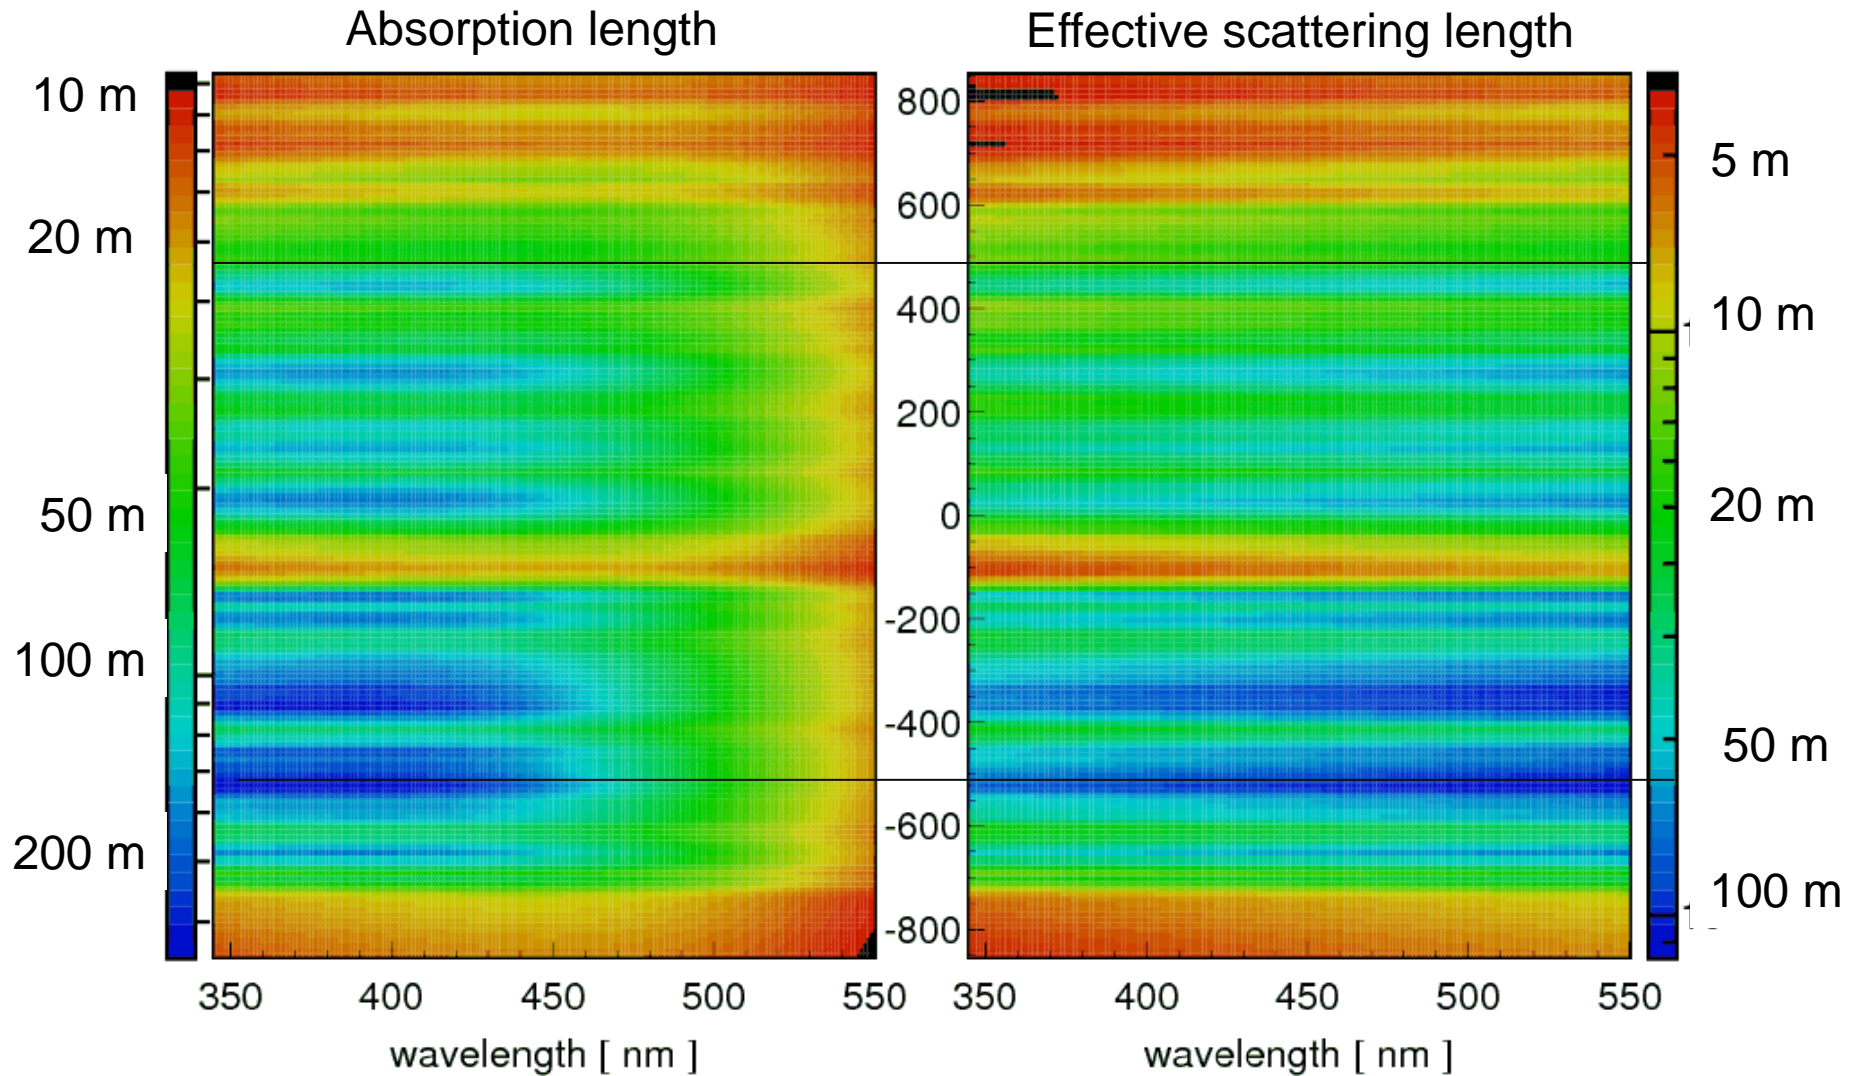 Absorption length
Effective scattering length
10 m
20 m
50 m
100 m
200 m
800
600
400
200
0
-200
-400
-600
-800
5 m
10 m
20 m
50 m
100 m
350 400 450 500 550
350 400 450 500 550
wavelength [ nm ]
wavelength [ nm ]